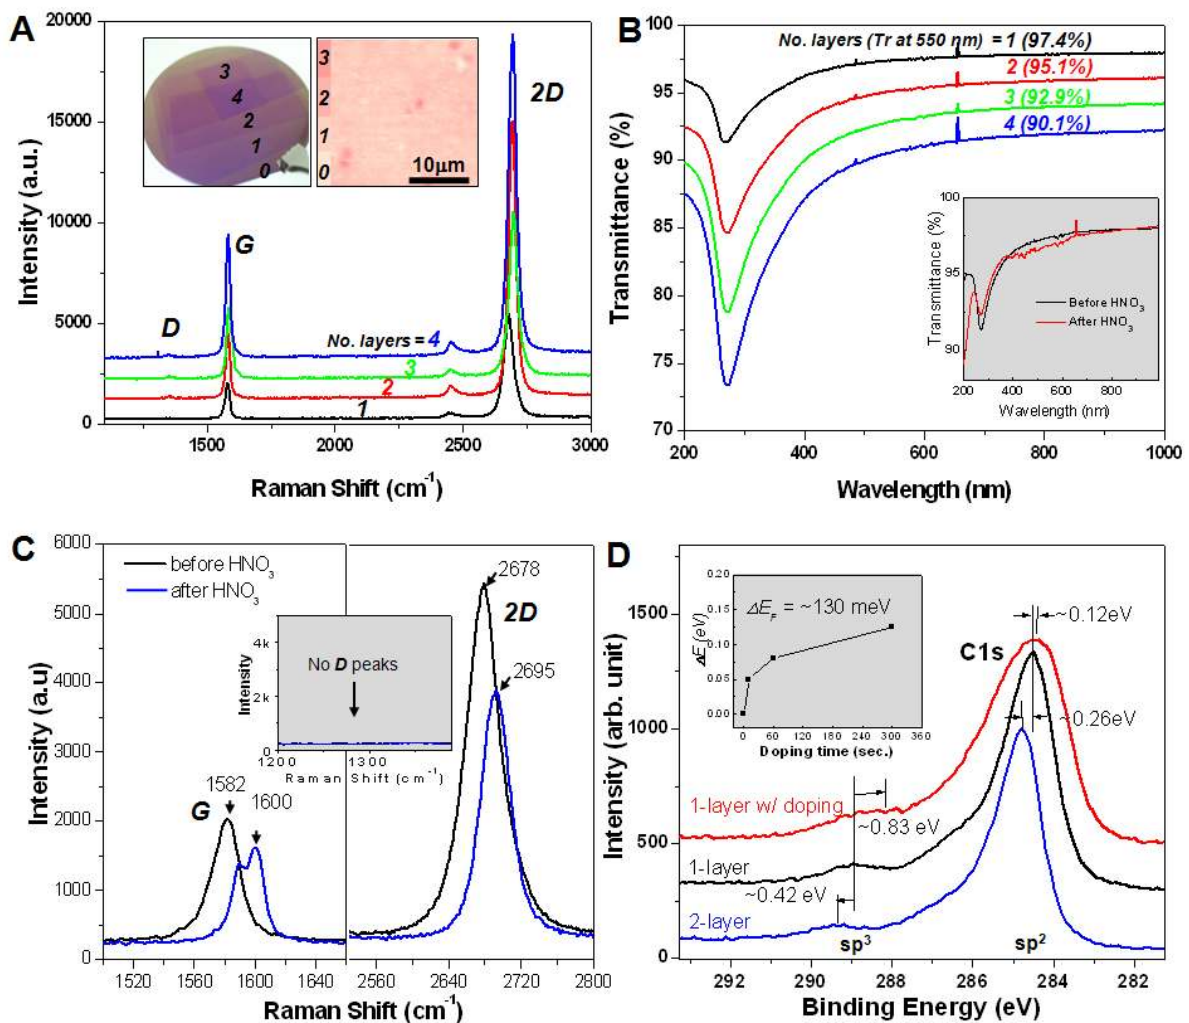 A
20000
15000
10000
5000
0
Intensity (a.u.)
3
4
2
1
0
3
2
1
0
10μm
2D
G
D
No. layers = 4
3
2
1
1500 2000 2500 3000
Raman Shift (cm-1)
B
100
95
90
85
80
75
70
Transmittance (%)
No. layers (Tr at 550 nm) = 1 (97.4%)
2 (95.1%)
3 (92.9%)
4 (90.1%)
100
95
90
Transmittance (%)
Before HNO3
After HNO3
200 400 600 800
Wavelength (nm)
200 400 600 800 1000
Wavelength (nm)
C
6000
5000
4000
3000
2000
1000
0
Intensity (a.u)
before HNO3
after HNO3
2678
2D
2695
4k
2k
0
Intensity
No D peaks
1200 1300
Raman Shift (cm-1)
1582
G
1600
1520 1560 1600 1640 2640 2720 2800
Raman Shift (cm-1)
D
1500
1000
500
0
Intensity (arb. unit)
0.20
0.15
0.10
0.05
0.00
ΔE (eV)
ΔEF = ~130 meV
0 60 120 180 240 300 360
Doping time (sec.)
~0.12eV
C1s
~0.26eV
1-layer w/ doping
~0.83 eV
1-layer
~0.42 eV
2-layer
sp3
sp2
292 290 288 286 284 282
Binding Energy (eV)